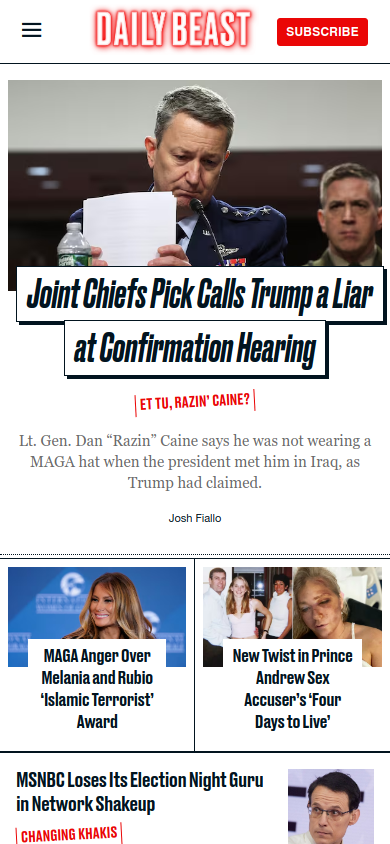 DAILY BEAST
SUBSCRIBE
Joint Chiefs Pick Calls Trump a Liar
at Confirmation Hearing
ET TU, RAZIN’ CAINE?
Lt. Gen. Dan “Razin” Caine says he was not wearing a
MAGA hat when the president met him in Iraq, as
Trump had claimed.
Josh Fiallo
MAGA Anger Over
Melania and Rubio
‘Islamic Terrorist’
Award
New Twist in Prince
Andrew Sex
Accuser’s ‘Four
Days to Live’
MSNBC Loses Its Election Night Guru
in Network Shakeup
CHANGING KHAKIS